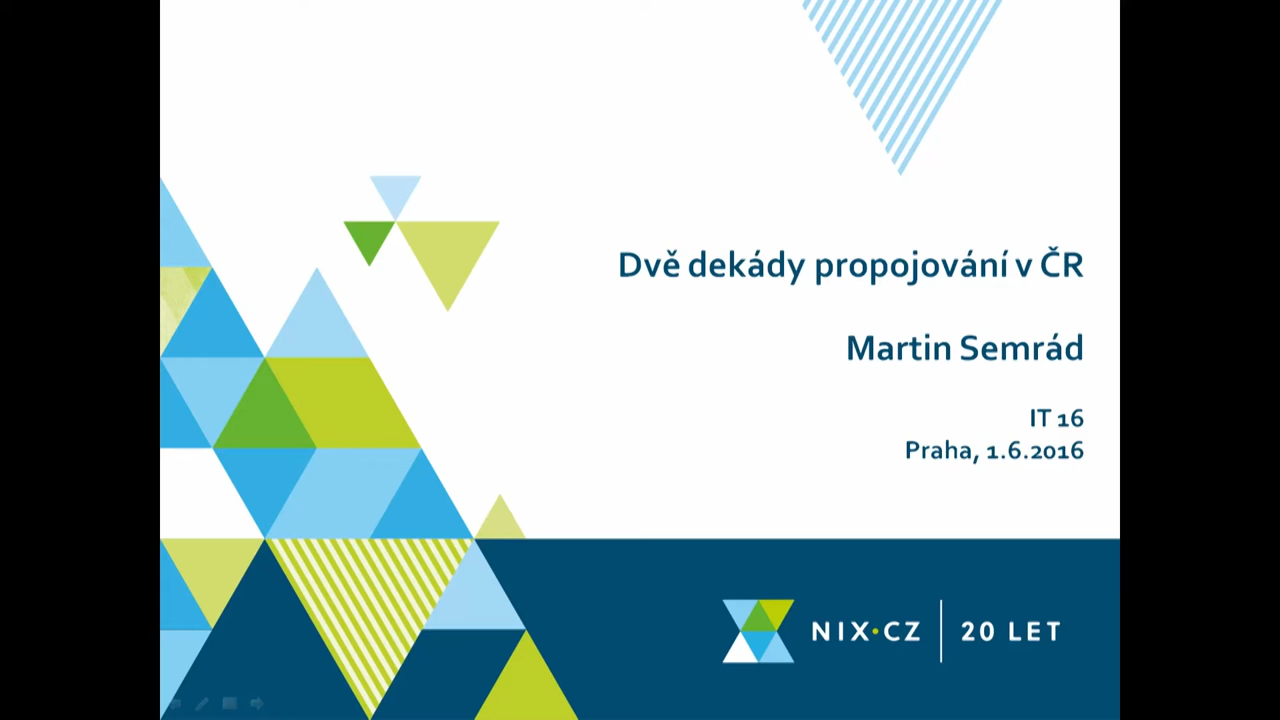 Dvě dekády propojování v ČR
Martin Semrád
IT 16
Praha, 1.6.2016
NIX•CZ | 20 LET